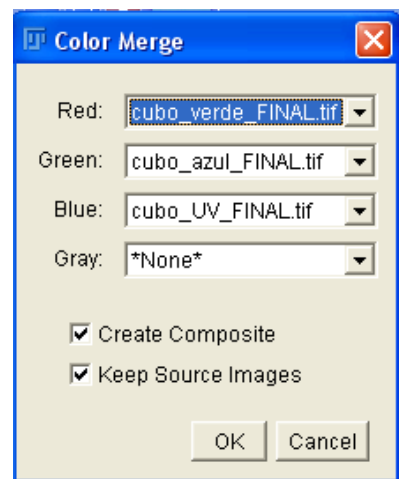 Color Merge
Red: cubo_verde_FINAL.tif
Green: cubo_azul_FINAL.tif
Blue: cubo_UV_FINAL.tif
Gray: *None*
Create Composite
Keep Source Images
OK Cancel